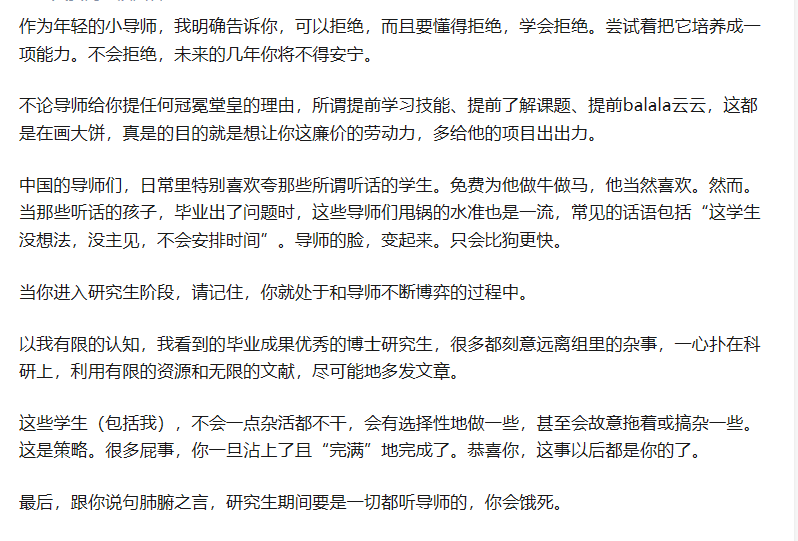 作为年轻的小导师，我明确告诉你，可以拒绝，而且要懂得拒绝，学会拒绝。尝试着把它培养成一
项能力。不会拒绝，未来的几年你将不得安宁。
不论导师给你提任何冠冕堂皇的理由，所谓提前学习技能、提前了解课题、提前balala云云，这都
是在画大饼，真是的目的就是想让你这廉价的劳动力，多给他的项目出出力。
中国的导师们，日常里特别喜欢夸那些所谓听话的学生。免费为他做牛做马，他当然喜欢。然而。
当那些听话的孩子，毕业出了问题时，这些导师们甩锅的水准也是一流，常见的话语包括“这学生
没想法，没主见，不会安排时间”。导师的脸，变起来。只会比狗更快。
当你进入研究生阶段，请记住，你就处于和导师不断博弈的过程中。
以我有限的认知，我看到的毕业成果优秀的博士研究生，很多都刻意远离组里的杂事，一心扑在科
研上，利用有限的资源和无限的文献，尽可能地多发文章。
这些学生（包括我），不会一点杂活都不干，会有选择性地做一些，甚至会故意拖着或搞杂一些。
这是策略。很多屁事，你一旦沾上了且“完满”地完成了。恭喜你，这事以后都是你的了。
最后，跟你说句肺腑之言，研究生期间要是一切都听导师的，你会饿死。